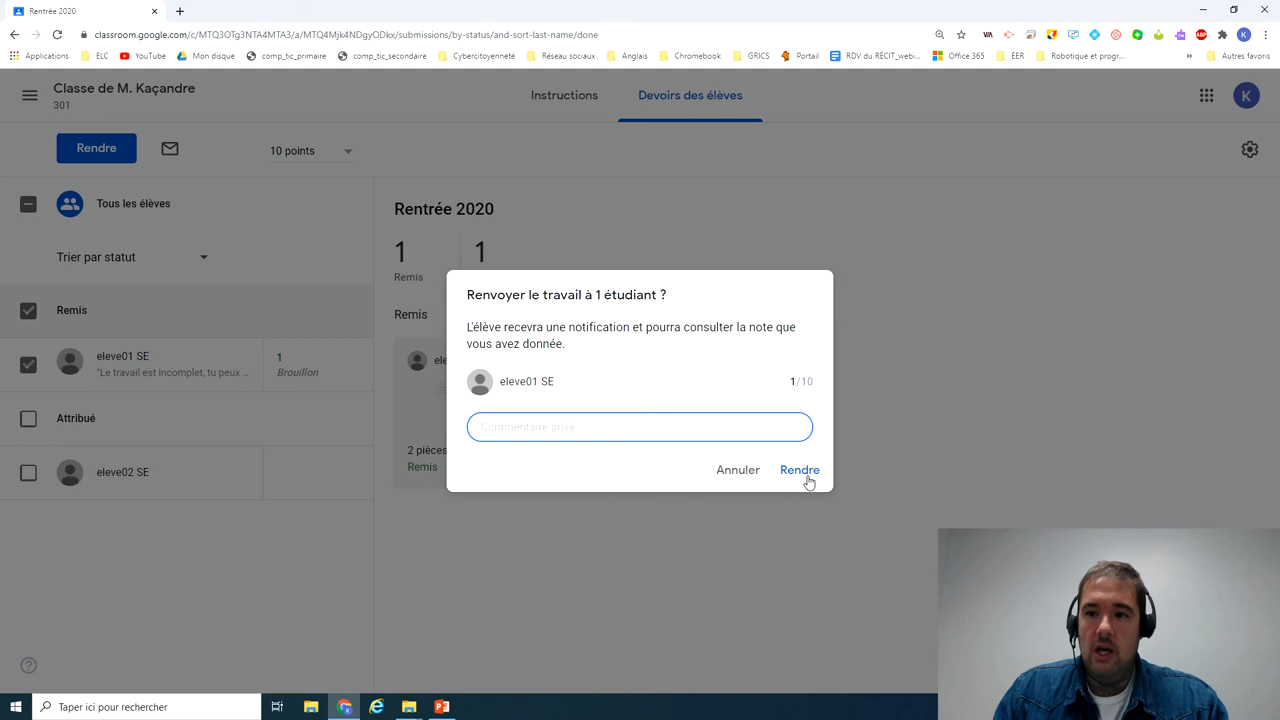 Rentrée 2020
classroom.google.com/c/MTQ3OTg3NTA4MTA3/a/MTQ4Mjk4NDgyODkx/submissions/by-status/and-sort-last-name/done
Applications ELC YouTube Mon disque comp_tic_primaire comp_tic_secondaire Cybercitoyenneté Réseau sociaux Anglais Chromebook GRICS Portail RDV du RÉCIT_webi... Office 365 ÉER Robotique et progr... » Autres favoris
Classe de M. Kaçandre
301
Instructions
Devoirs des élèves
K
Rendre
10 points
Tous les élèves
Trier par statut
Remis
eleve01 SE
"Le travail est incomplet, tu peux ...
1
Brouillon
Attribué
eleve02 SE
Rentrée 2020
1 1
Remis
Remis
ele
2 pièces
Remis
Renvoyer le travail à 1 étudiant ?
L'élève recevra une notification et pourra consulter la note que
vous avez donnée.
eleve01 SE 1/10
Commentaire privé
Annuler Rendre
Taper ici pour rechercher